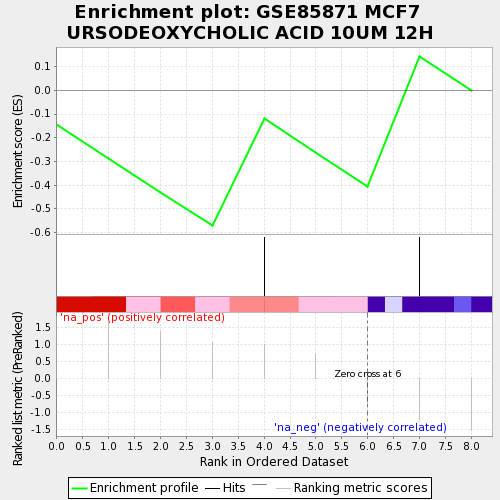 Enrichment plot: GSE85871 MCF7
URSODEOXYCHOLIC ACID 10UM 12H
Enrichment score (ES)
0.1
0.0
-0.1
-0.2
-0.3
-0.4
-0.5
-0.6
'na_pos' (positively correlated)
Ranked list metric (PreRanked)
1.5
1.0
0.5
0.0
-0.5
-1.0
-1.5
Zero cross at 6
'na_neg' (negatively correlated)
0.0 0.5 1.0 1.5 2.0 2.5 3.0 3.5 4.0 4.5 5.0 5.5 6.0 6.5 7.0 7.5 8.0
Rank in Ordered Dataset
Enrichment profile Hits Ranking metric scores